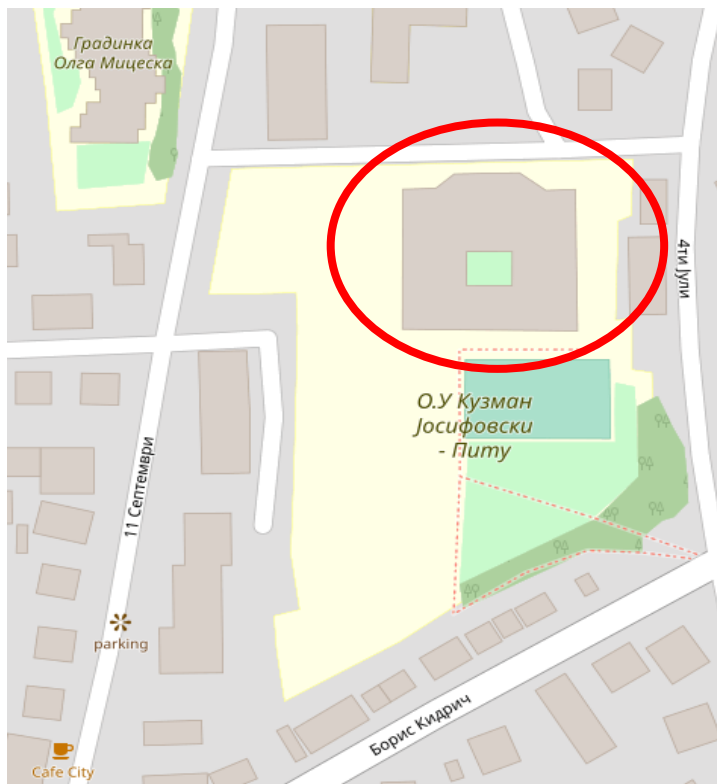 Градинка
Олга Мицеска
4ти Јули
О.У Кузман
Јосифовски
- Питу
11 Септември
parking
Борис Кидрич
Cafe City